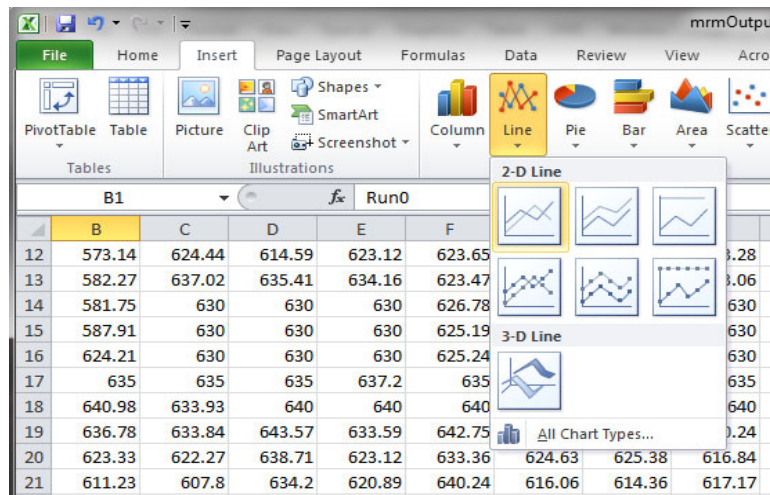 mrmOutpu
File Home Insert Page Layout Formulas Data Review View Acro
PivotTable Table Picture Clip Art Shapes SmartArt Screenshot Column Line Pie Bar Area Scatte
Tables Illustrations
B1 fx Run0
2-D Line
3-D Line
All Chart Types...
B C D E F
12 573.14 624.44 614.59 623.12 623.65 3.28
13 582.27 637.02 635.41 634.16 623.47 3.06
14 581.75 630 630 630 626.78 630
15 587.91 630 630 630 625.19 630
16 624.21 630 630 630 625.24 630
17 635 635 635 637.2 635 635
18 640.98 633.93 640 640 640 640
19 636.78 633.84 643.57 633.59 642.75 0.24
20 623.33 622.27 638.71 623.12 633.36 624.63 625.38 616.84
21 611.23 607.8 634.2 620.89 640.24 616.06 614.36 617.17